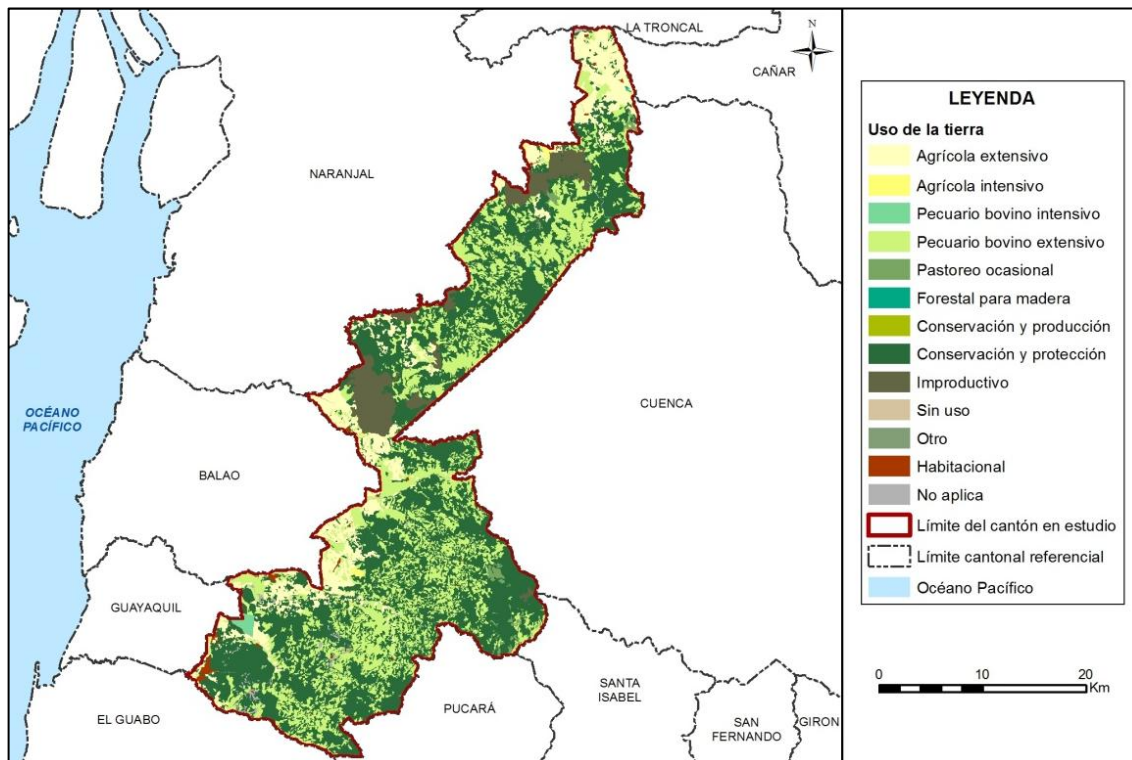 LA TRONCAL
N
CAÑAR
NARANJAL
CUENCA
OCÉANO
PACÍFICO
BALAO
GUAYAQUIL
EL GUABO
PUCARÁ
SANTA
ISABEL
SAN
FERNANDO
GIRON
LEYENDA
Uso de la tierra
Agrícola extensivo
Agrícola intensivo
Pecuario bovino intensivo
Pecuario bovino extensivo
Pastoreo ocasional
Forestal para madera
Conservación y producción
Conservación y protección
Improductivo
Sin uso
Otro
Habitacional
No aplica
Límite del cantón en estudio
Límite cantonal referencial
Océano Pacífico
0 10 20
Km